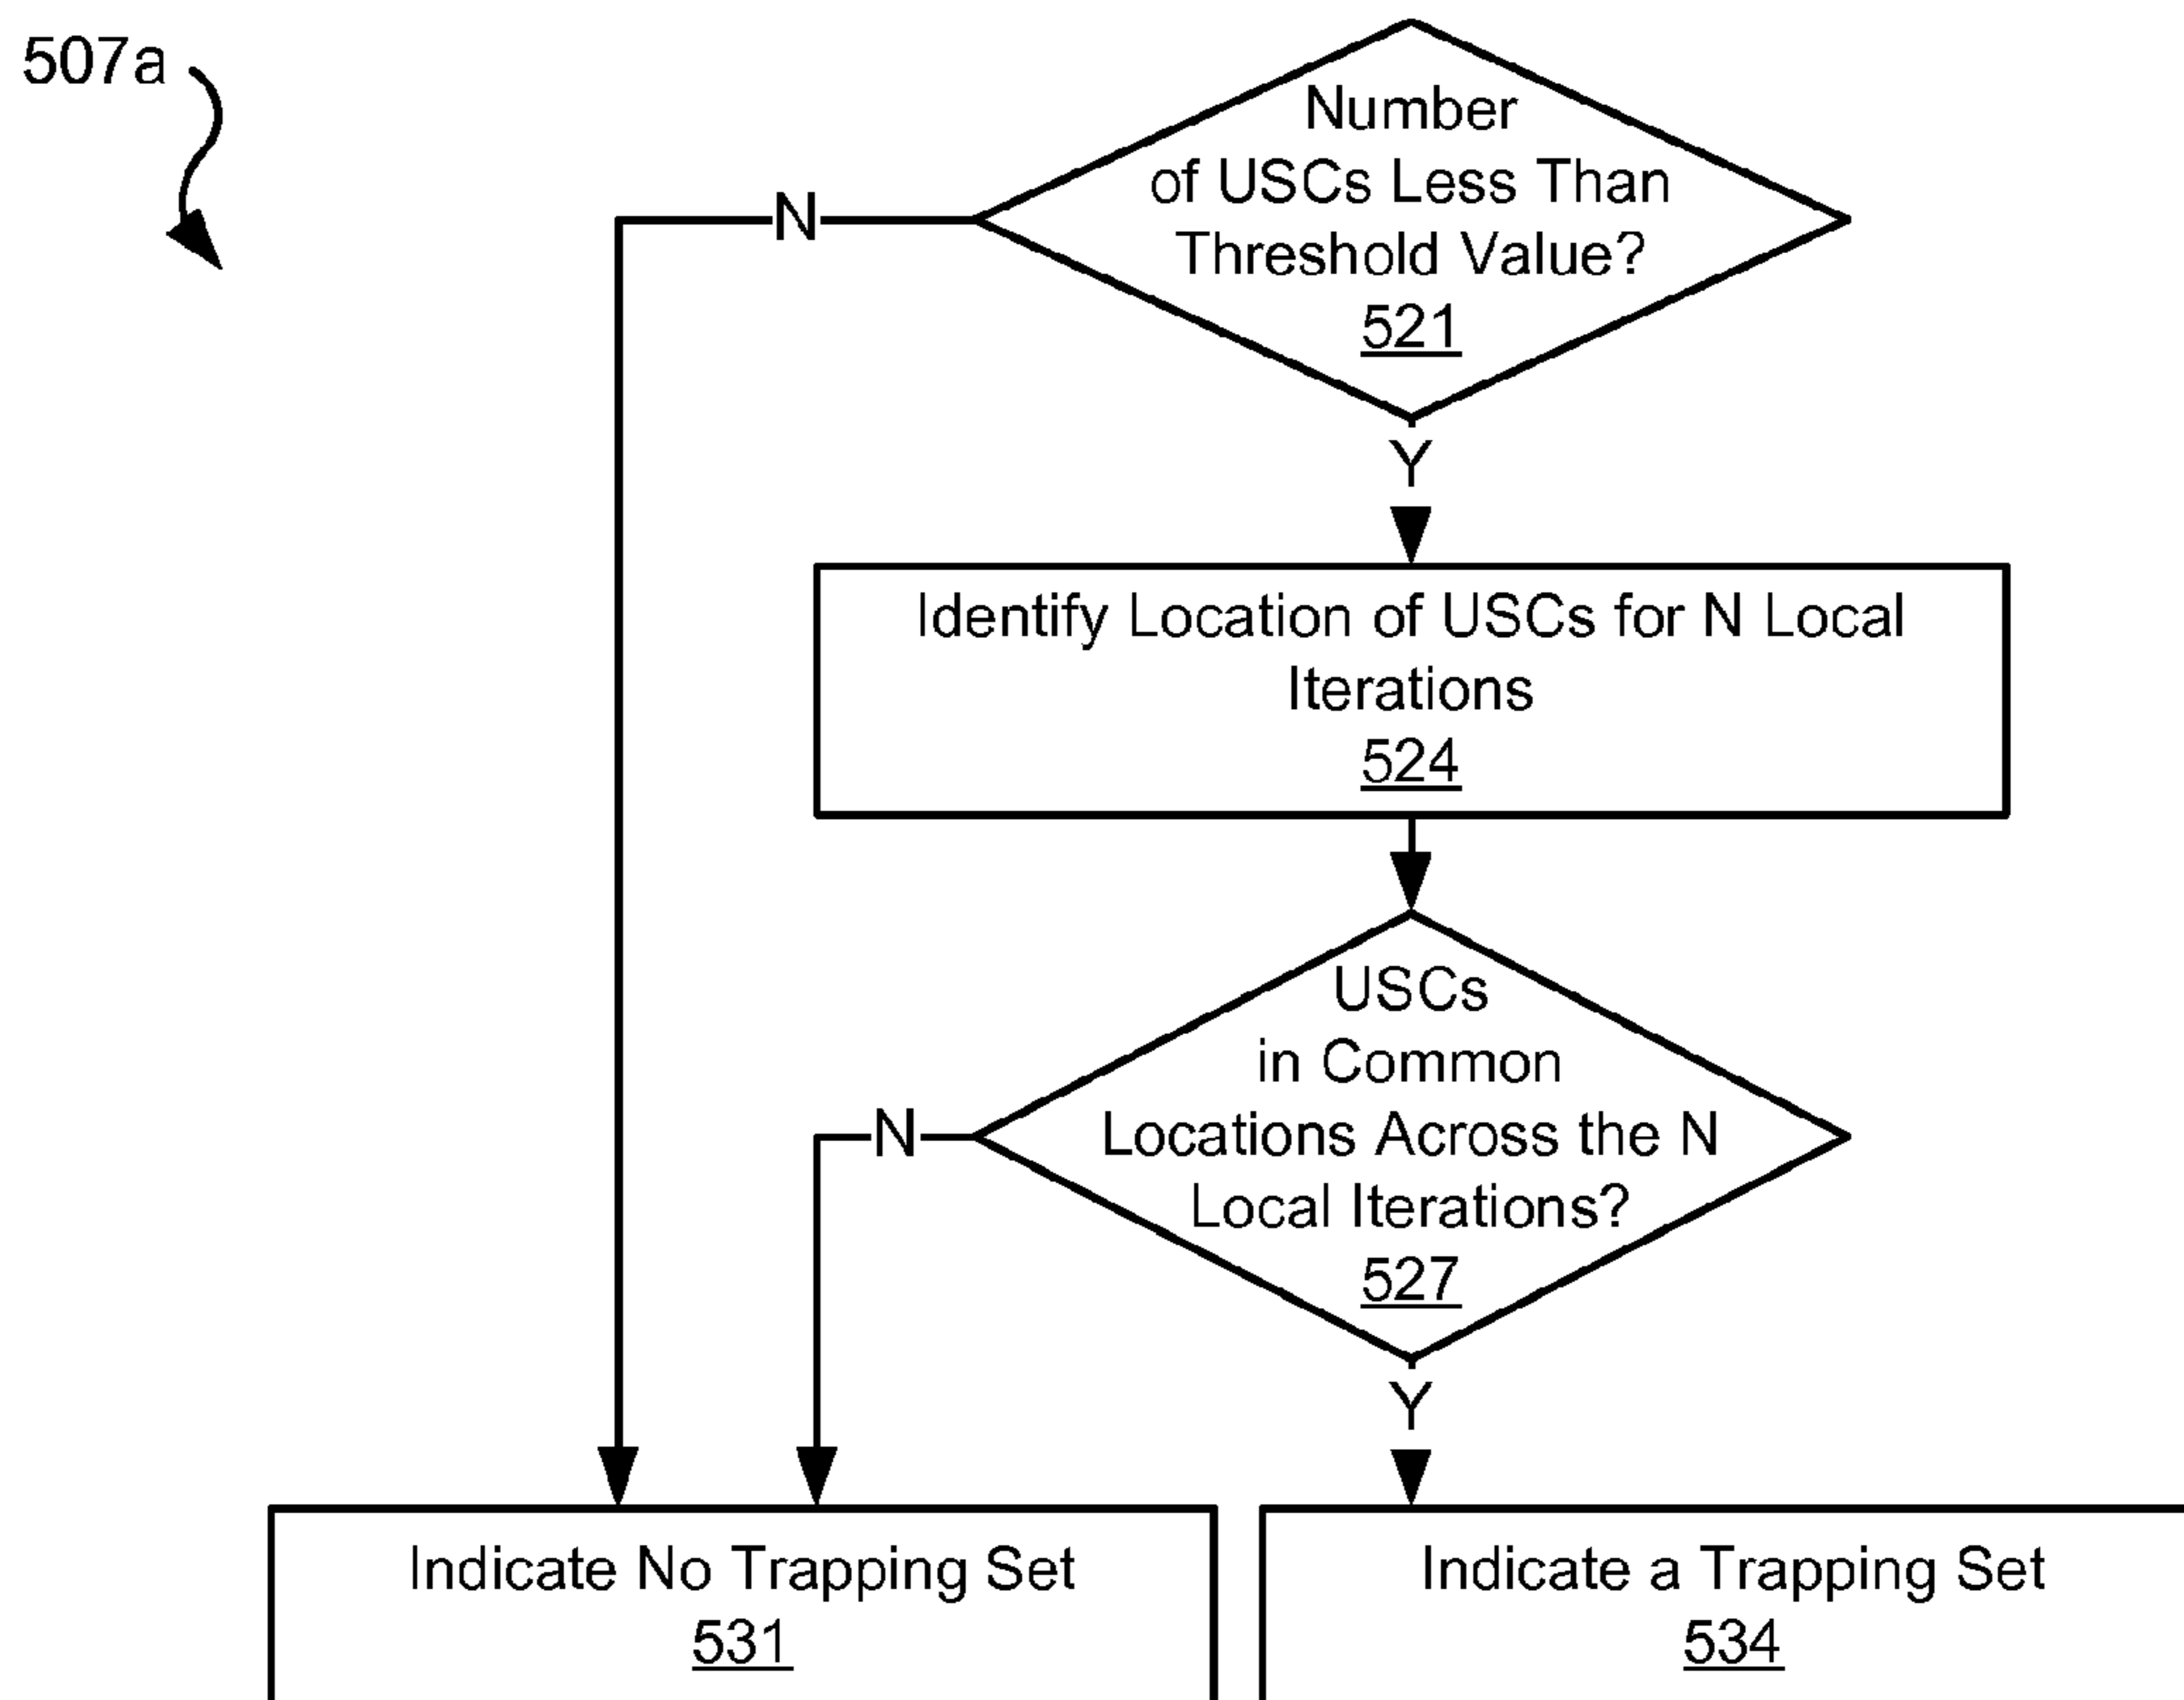 507a
Number
of USCs Less Than
Threshold Value?
521
N
Y
Identify Location of USCs for N Local
Iterations
524
USCs
in Common
Locations Across the N
Local Iterations?
527
N
Y
Indicate No Trapping Set
531
Indicate a Trapping Set
534